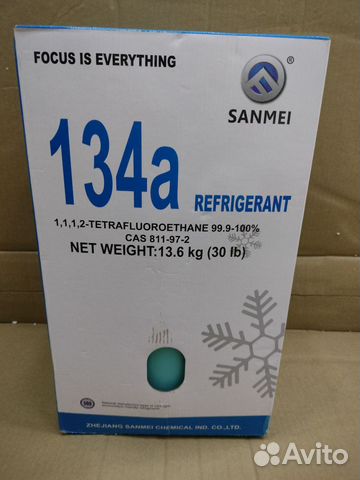 FOCUS IS EVERYTHING
®
SANMEI
134a REFRIGERANT
1,1,1,2-TETRAFLUOROETHANE 99.9-100%
CAS 811-97-2
NET WEIGHT:13.6 kg (30 lb)
ZHEJIANG SANMEI CHEMICAL IND. CO.,LTD.
Avito